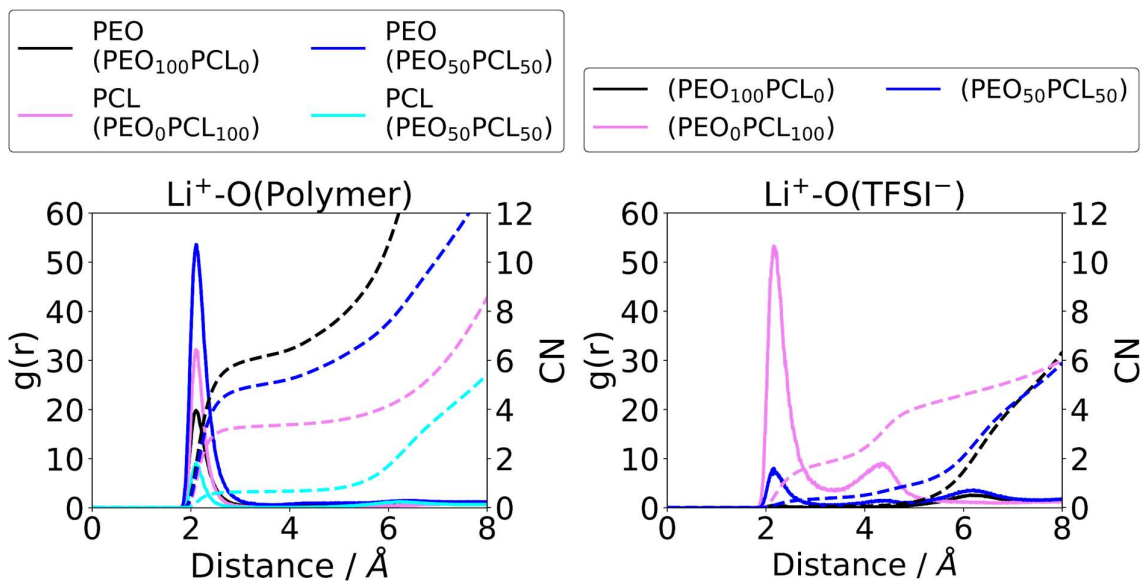 PEO
(PEO₁₀₀PCL₀)
PEO
(PEO₅₀PCL₅₀)
PCL
(PEO₀PCL₁₀₀)
PCL
(PEO₅₀PCL₅₀)
(PEO₁₀₀PCL₀)
(PEO₅₀PCL₅₀)
(PEO₀PCL₁₀₀)
Li⁺-O(Polymer)
60
50
40
30
20
10
0
g(r)
12
10
8
6
4
2
0
CN
0 2 4 6 8
Distance / Å
Li⁺-O(TFSI⁻)
60
50
40
30
20
10
0
g(r)
12
10
8
6
4
2
0
CN
0 2 4 6 8
Distance / Å